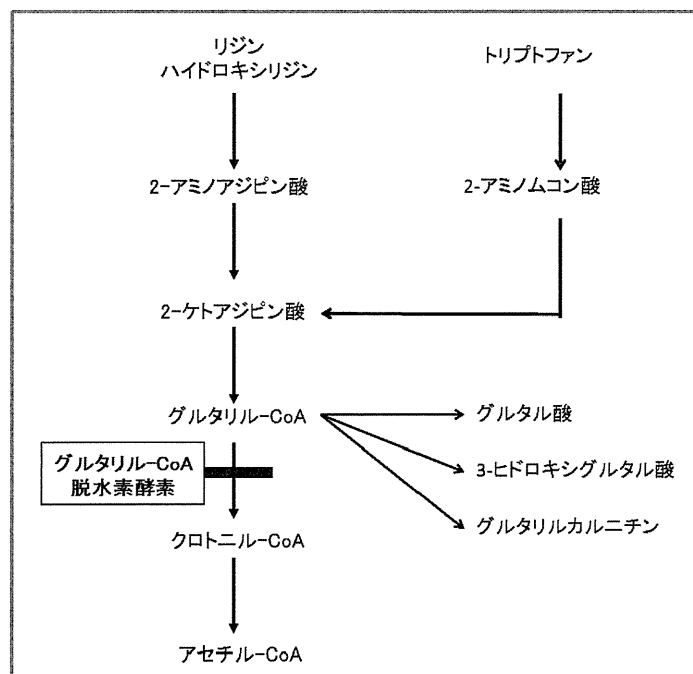 リジン
ハイドロキシリジン
トリプトファン
2-アミノアジピン酸
2-アミノムコン酸
2-ケトアジピン酸
グルタリル-CoA
グルタル酸
グルタリル-CoA
脱水素酵素
3-ヒドロキシグルタル酸
グルタリルカルニチン
クロトニル-CoA
アセチル-CoA